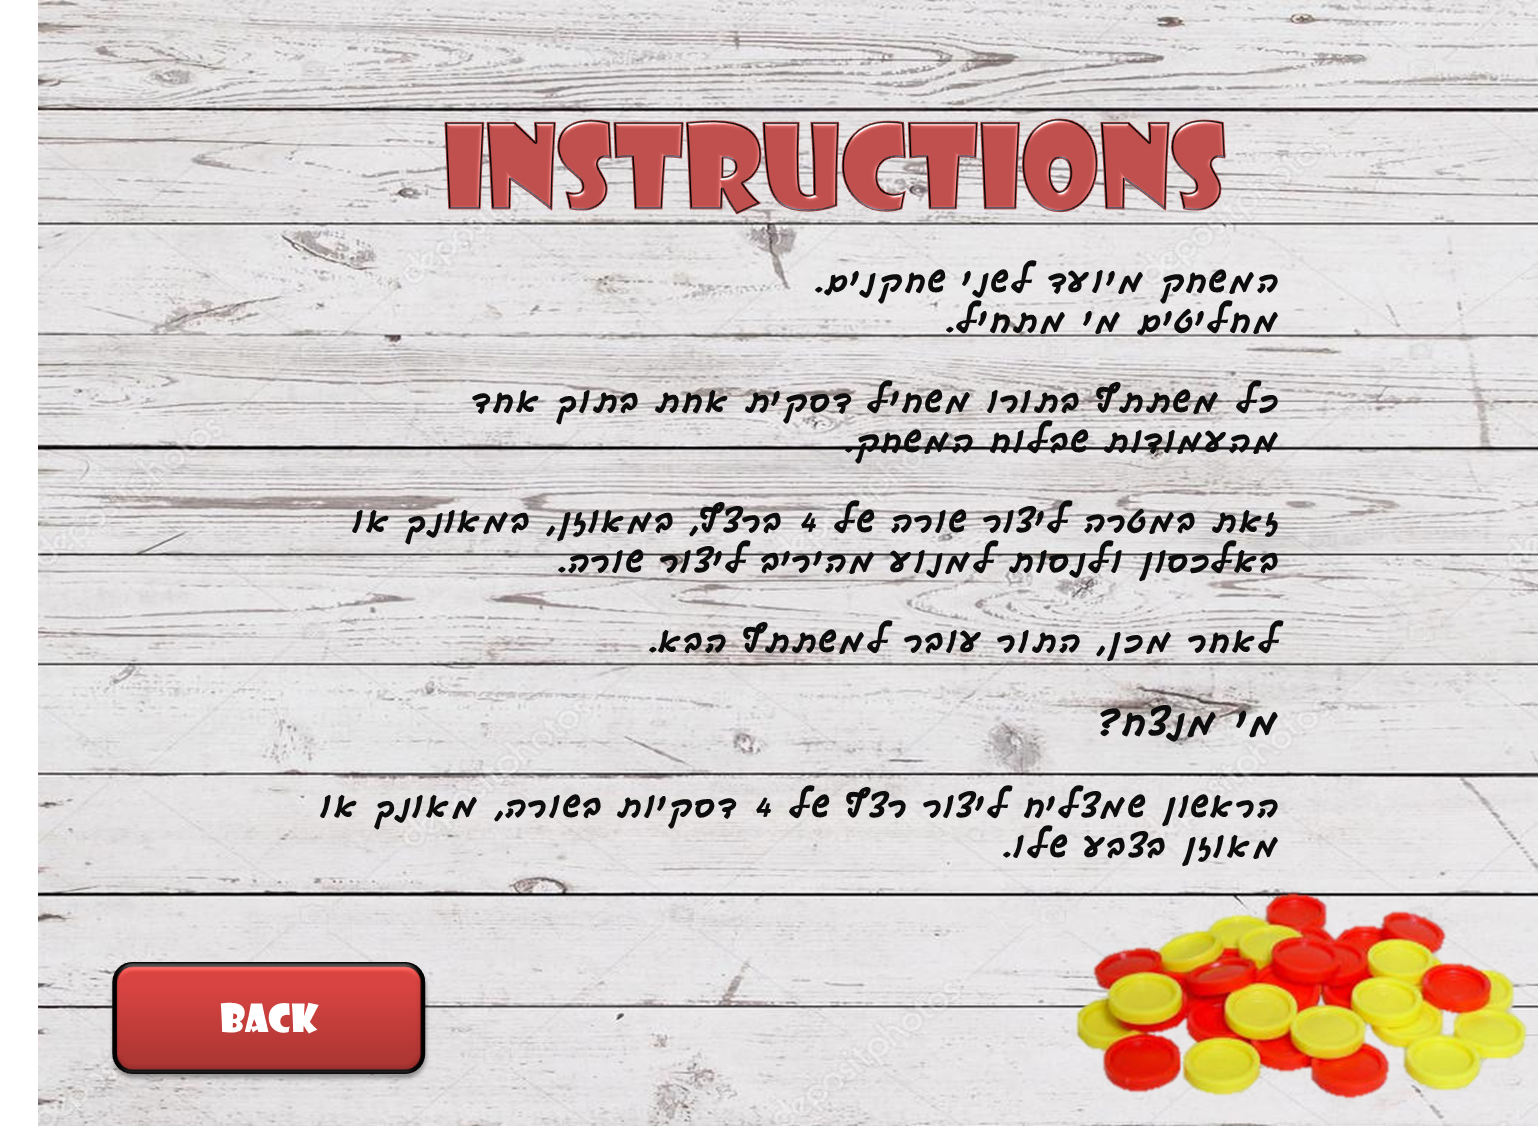 INSTRUCTIONS
המשחק מיועד לשני שחקנים.
מחליטים מי מתחיל.
כל משתתף בתורו משחיל דסקית אחת בתוך אחד
מהעמודות שבלוח המשחק.
זאת במטרה ליצור שורה של 4 ברצף, במאוזן, במאונך או
באלכסון ולנסות למנוע מהיריב ליצור שורה.
לאחר מכן, התור עובר למשתתף הבא.
מי מנצח?
הראשון שמצליח ליצור רצף של 4 דסקיות בשורה, מאונך או
מאוזן בצבע שלו.
BACK